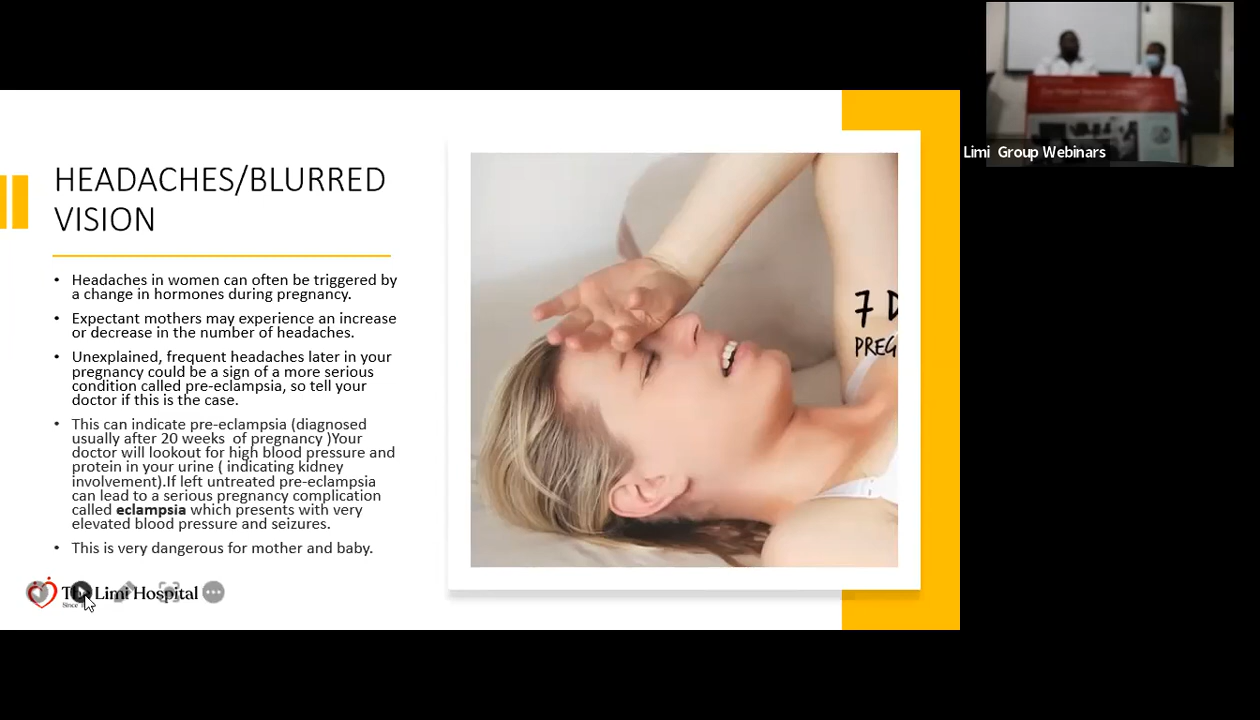 HEADACHES/BLURRED
VISION
• Headaches in women can often be triggered by
a change in hormones during pregnancy.
• Expectant mothers may experience an increase
or decrease in the number of headaches.
• Unexplained, frequent headaches later in your
pregnancy could be a sign of a more serious
condition called pre-eclampsia, so tell your
doctor if this is the case.
• This can indicate pre-eclampsia (diagnosed
usually after 20 weeks  of pregnancy )Your
doctor will lookout for high blood pressure and
protein in your urine ( indicating kidney
involvement).If left untreated pre-eclampsia
can lead to a serious pregnancy complication
called eclampsia which presents with very
elevated blood pressure and seizures.
• This is very dangerous for mother and baby.
The Limi Hospital
Since
7 D
PREG
Limi Group Webinars